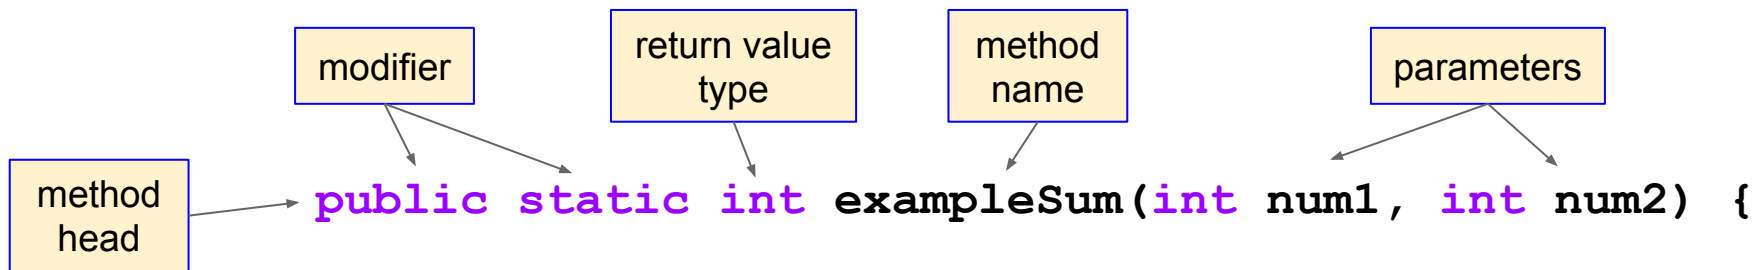 modifier
return value
type
method
name
parameters
method
head
public static int exampleSum(int num1, int num2) {